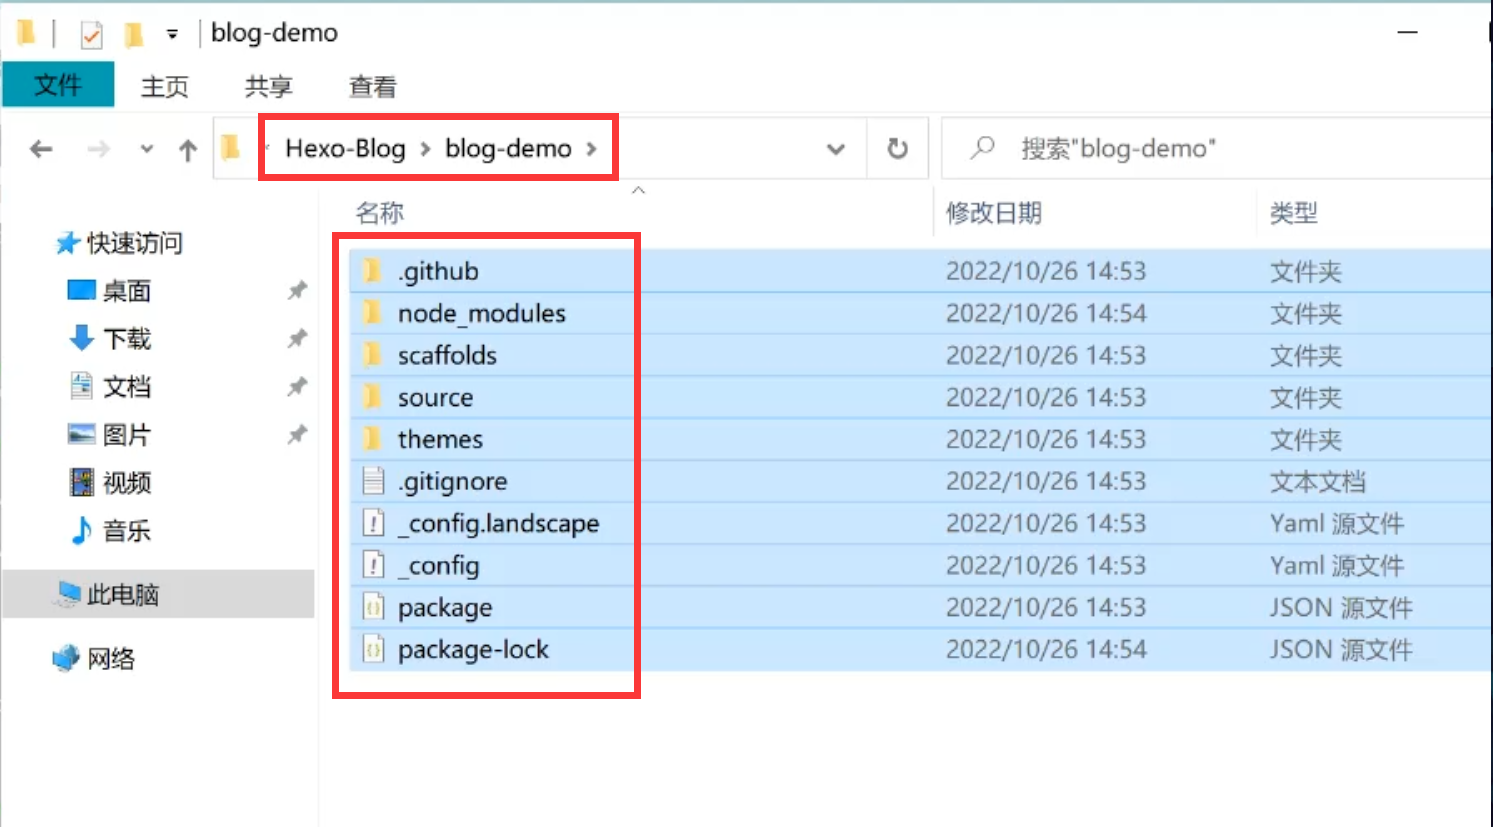 blog-demo
文件 主页 共享 查看
Hexo-Blog > blog-demo > 搜索"blog-demo"
名称 修改日期 类型
快速访问
桌面
下载
文档
图片
视频
音乐
此电脑
网络
.github 2022/10/26 14:53 文件夹
node_modules 2022/10/26 14:54 文件夹
scaffolds 2022/10/26 14:53 文件夹
source 2022/10/26 14:53 文件夹
themes 2022/10/26 14:53 文件夹
.gitignore 2022/10/26 14:53 文本文档
_config.landscape 2022/10/26 14:53 Yaml 源文件
_config 2022/10/26 14:53 Yaml 源文件
package 2022/10/26 14:53 JSON 源文件
package-lock 2022/10/26 14:54 JSON 源文件